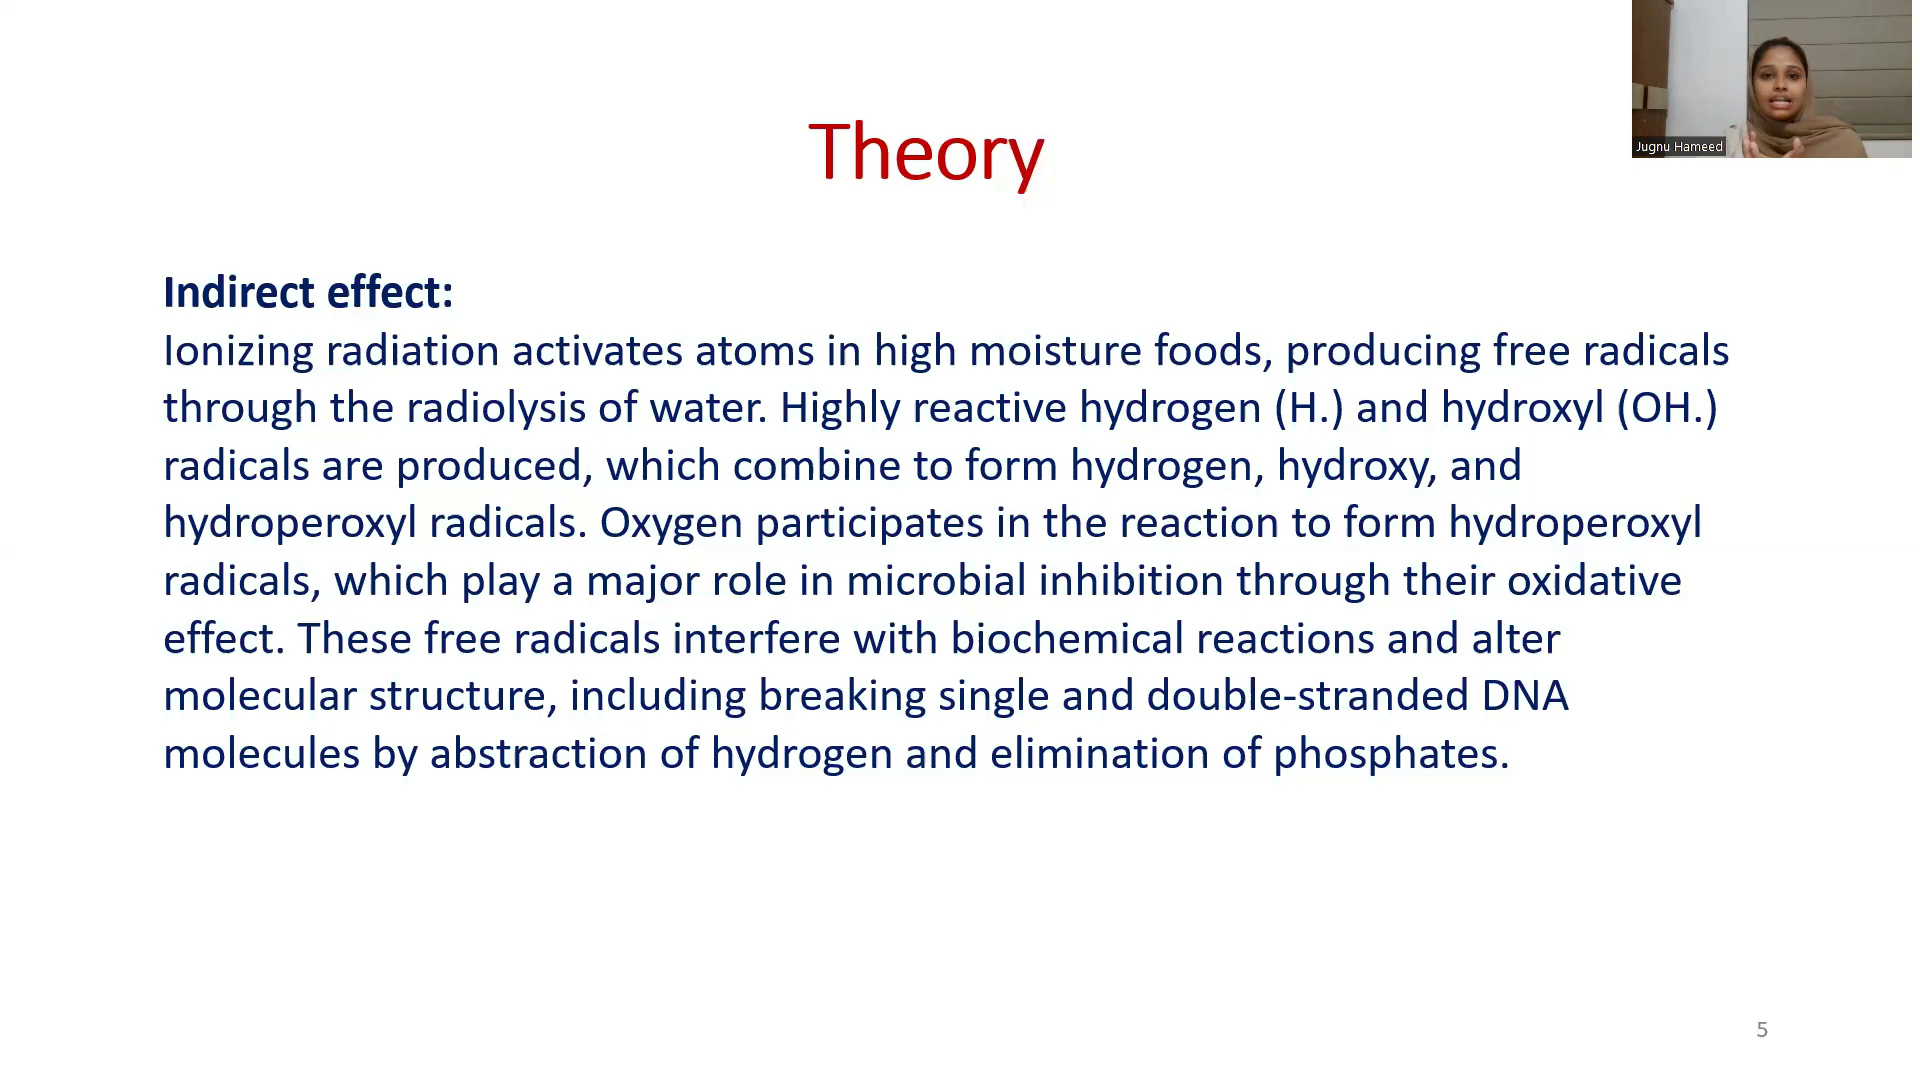 Theory
Jugnu Hameed
Indirect effect:
Ionizing radiation activates atoms in high moisture foods, producing free radicals
through the radiolysis of water. Highly reactive hydrogen (H.) and hydroxyl (OH.)
radicals are produced, which combine to form hydrogen, hydroxy, and
hydroperoxyl radicals. Oxygen participates in the reaction to form hydroperoxyl
radicals, which play a major role in microbial inhibition through their oxidative
effect. These free radicals interfere with biochemical reactions and alter
molecular structure, including breaking single and double-stranded DNA
molecules by abstraction of hydrogen and elimination of phosphates.
5